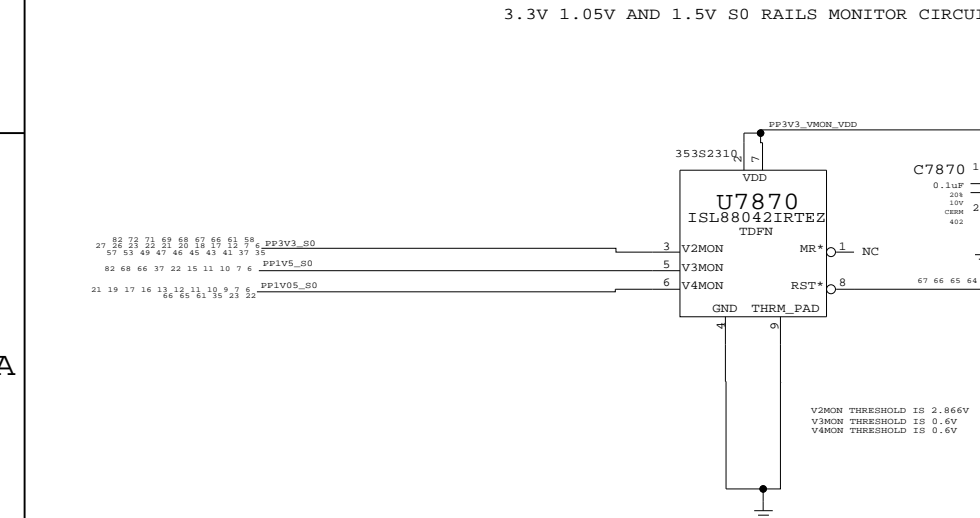 3.3V 1.05V AND 1.5V S0 RAILS MONITOR CIRCUI
PP3V3_VMON_VDD
353S2310
2
7
VDD
C7870
1
0.1uF
20%
10V
CERM
402
2
U7870
ISL88042IRTEZ
TDFN
82 72 71 69 68 67 66 61 58
27 26 23 22 21 20 18 17 12 7 6
57 53 49 47 46 45 43 41 37 35
PP3V3_S0
3
V2MON
MR*
1
NC
82 68 66 37 22 15 11 10 7 6
PP1V5_S0
5
V3MON
21 19 17 16 13 12 11 10 9 7 6
66 65 61 35 23 22
PP1V05_S0
6
V4MON
RST*
8
67 66 65 64
GND
THRM_PAD
4
9
A
V2MON THRESHOLD IS 2.866V
V3MON THRESHOLD IS 0.6V
V4MON THRESHOLD IS 0.6V